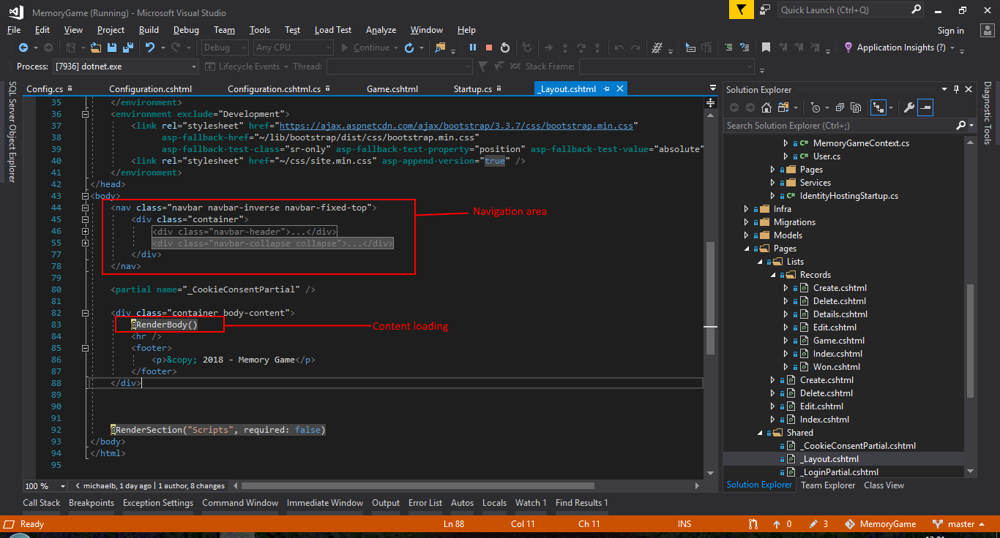 MemoryGame (Running) - Microsoft Visual Studio
Quick Launch (Ctrl+Q)
File Edit View Project Build Debug Team Tools Test Load Test Analyze Window Help
Sign in
Debug Any CPU Continue Application Insights (?)
Process: [7936] dotnet.exe Lifecycle Events Thread: Stack Frame:
SQL Server Object Explorer
Config.cs Configuration.cshtml Configuration.cshtml.cs Game.cshtml Startup.cs _Layout.cshtml
35 </environment>
36 <environment exclude="Development">
37 <link rel="stylesheet" href="https://ajax.aspnetcdn.com/ajax/bootstrap/3.3.7/css/bootstrap.min.css"
38 asp-fallback-href="~/lib/bootstrap/dist/css/bootstrap.min.css"
39 asp-fallback-test-class="sr-only" asp-fallback-test-property="position" asp-fallback-test-value="absolute"
40 <link rel="stylesheet" href="~/css/site.min.css" asp-append-version="true" />
41 </environment>
42 </head>
43 <body>
44 <nav class="navbar navbar-inverse navbar-fixed-top">
45 <div class="container">
46 <div class="navbar-header">...</div>
55 <div class="navbar-collapse collapse">...</div>
77 </div>
78 </nav>
79
80 <partial name="_CookieConsentPartial" />
81
82 <div class="container body-content">
83 @RenderBody()
84 <hr />
85 <footer>
86 <p>&copy; 2018 - Memory Game</p>
87 </footer>
88 </div>
89
90
91
92 @RenderSection("Scripts", required: false)
93 </body>
94 </html>
95
Navigation area
Content loading
100 % michaelb, 1 day ago | 1 author, 8 changes
Solution Explorer
Search Solution Explorer (Ctrl+;)
MemoryGameContext.cs
C# User.cs
Pages
Services
C# IdentityHostingStartup.cs
Infra
Migrations
Models
Pages
Lists
Records
Create.cshtml
Delete.cshtml
Details.cshtml
Edit.cshtml
Game.cshtml
Index.cshtml
Won.cshtml
Create.cshtml
Delete.cshtml
Edit.cshtml
Index.cshtml
Shared
_CookieConsentPartial.cshtml
_Layout.cshtml
_LoginPartial.cshtml
Solution Explorer Team Explorer Class View
Diagnostic Tools
Call Stack Breakpoints Exception Settings Command Window Immediate Window Output Error List Autos Locals Watch 1 Find Results 1
Ready Ln 88 Col 11 Ch 11 INS 0 3 MemoryGame master